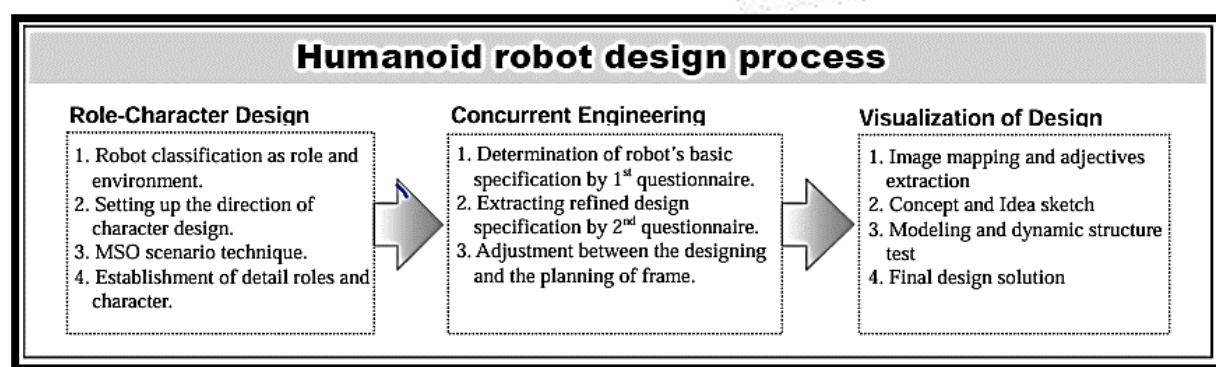 Humanoid robot design process
Role-Character Design
1. Robot classification as role and
environment.
2. Setting up the direction of
character design.
3. MSO scenario technique.
4. Establishment of detail roles and
character.
Concurrent Engineering
1. Determination of robot's basic
specification by 1st questionnaire.
2. Extracting refined design
specification by 2nd questionnaire.
3. Adjustment between the designing
and the planning of frame.
Visualization of Design
1. Image mapping and adjectives
extraction
2. Concept and Idea sketch
3. Modeling and dynamic structure
test
4. Final design solution